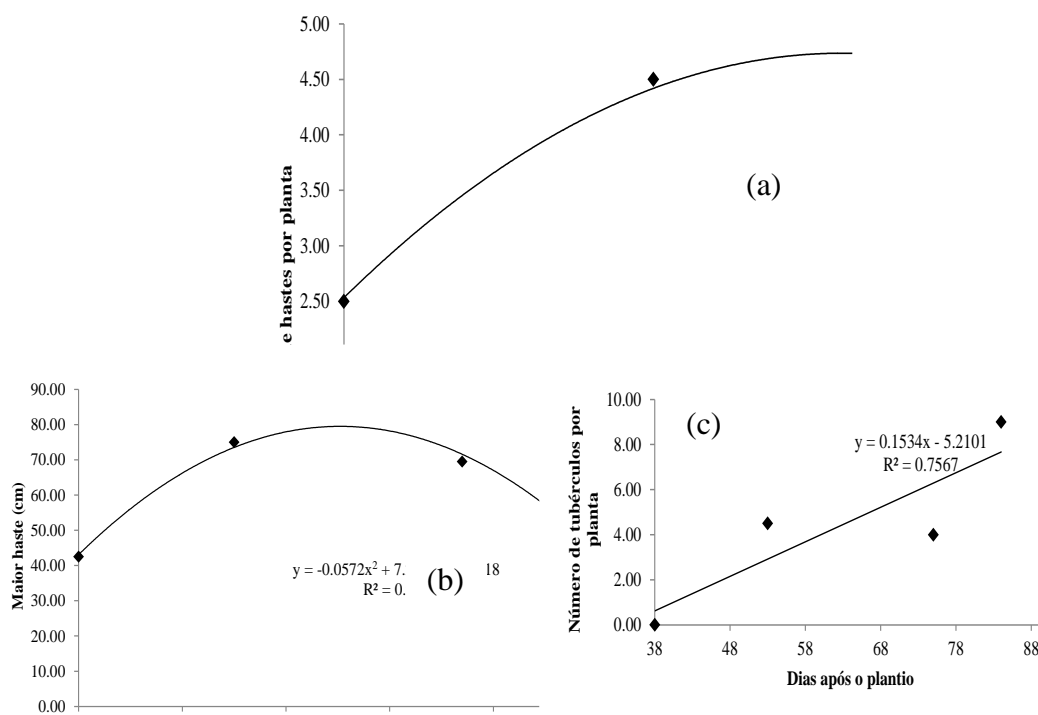 5.00
4.50
4.00
3.50
3.00
2.50
e hastes por planta
(a)
90.00
80.00
70.00
60.00
50.00
40.00
30.00
20.00
10.00
0.00
Maior haste (cm)
y = -0.0572x² + 7. 18
R² = 0.
(b)
10.00
8.00
6.00
4.00
2.00
0.00
Número de tubérculos por
planta
(c)
y = 0.1534x - 5.2101
R² = 0.7567
38 48 58 68 78 88
Dias após o plantio